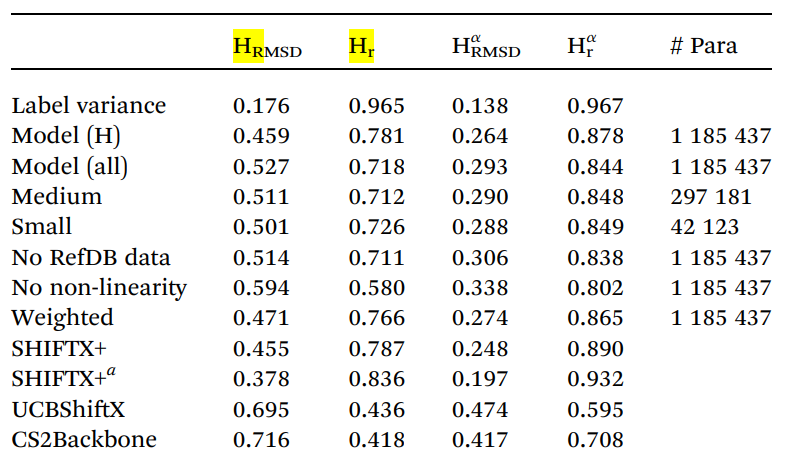 H_RMSD H_r H^α_RMSD H^α_r # Para
Label variance 0.176 0.965 0.138 0.967
Model (H) 0.459 0.781 0.264 0.878 1 185 437
Model (all) 0.527 0.718 0.293 0.844 1 185 437
Medium 0.511 0.712 0.290 0.848 297 181
Small 0.501 0.726 0.288 0.849 42 123
No RefDB data 0.514 0.711 0.306 0.838 1 185 437
No non-linearity 0.594 0.580 0.338 0.802 1 185 437
Weighted 0.471 0.766 0.274 0.865 1 185 437
SHIFTX+ 0.455 0.787 0.248 0.890
SHIFTX+^a 0.378 0.836 0.197 0.932
UCBShiftX 0.695 0.436 0.474 0.595
CS2Backbone 0.716 0.418 0.417 0.708